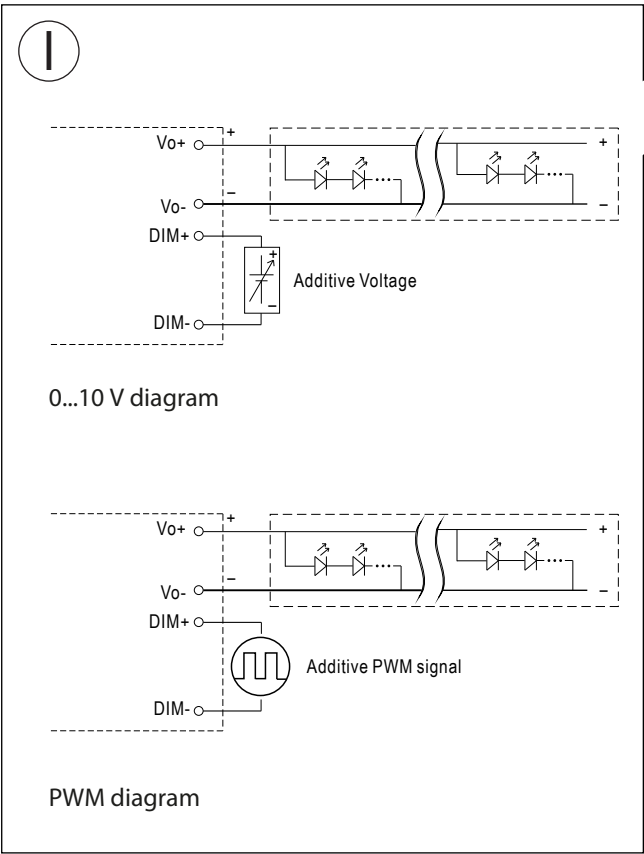 I
Vo+ + +
Vo- – –
DIM+
+
Additive Voltage
–
DIM-
0...10 V diagram
Vo+ + +
Vo- – –
DIM+
Additive PWM signal
DIM-
PWM diagram